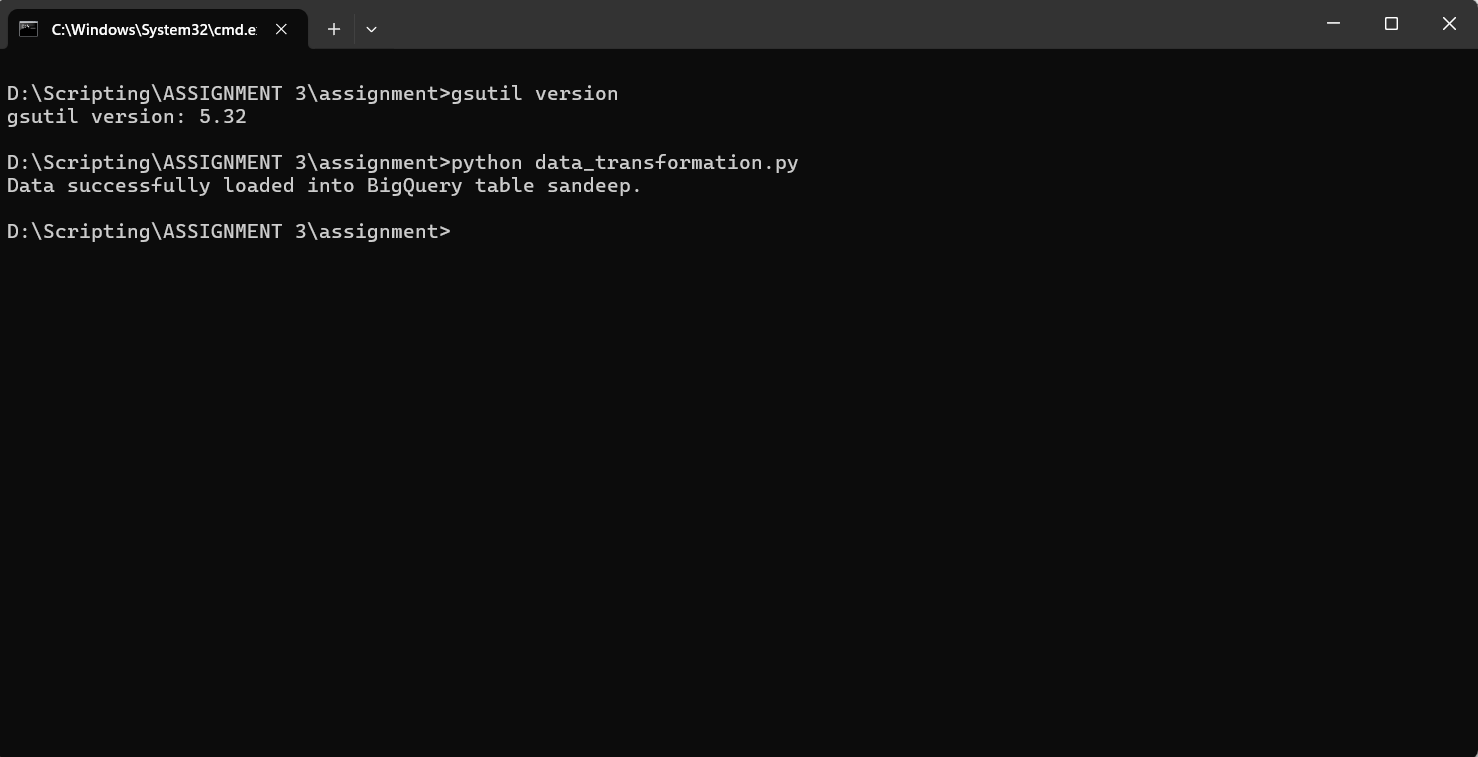 C:\Windows\System32\cmd.e
D:\Scripting\ASSIGNMENT 3\assignment>gsutil version
gsutil version: 5.32
D:\Scripting\ASSIGNMENT 3\assignment>python data_transformation.py
Data successfully loaded into BigQuery table sandeep.
D:\Scripting\ASSIGNMENT 3\assignment>